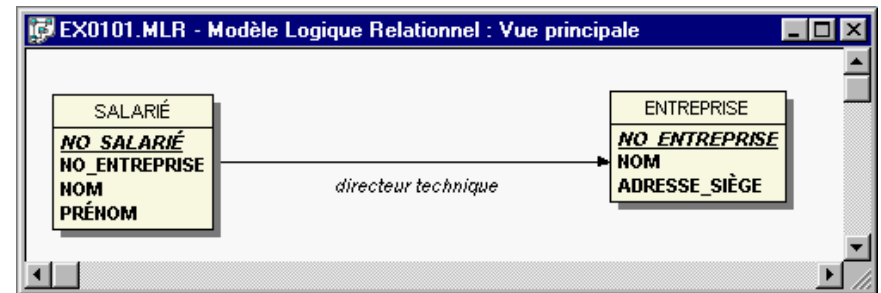 EX0101.MLR - Modèle Logique Relationnel : Vue principale
SALARIÉ
NO_SALARIÉ
NO_ENTREPRISE
NOM
PRÉNOM
directeur technique
ENTREPRISE
NO_ENTREPRISE
NOM
ADRESSE_SIÈGE